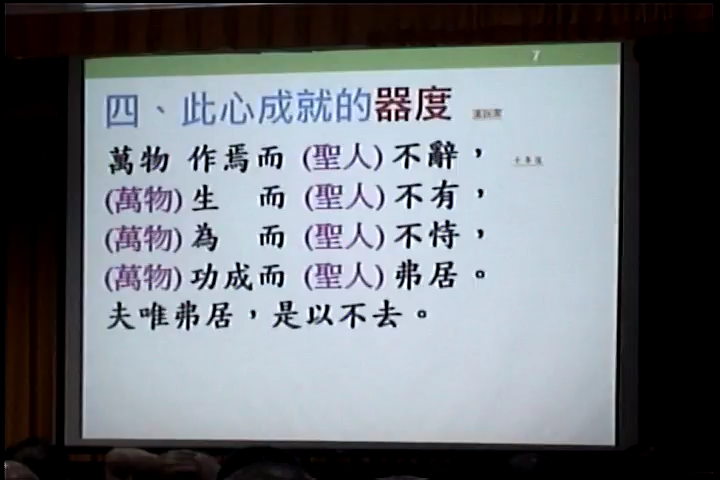 7
四、此心成就的器度
萬物 作焉而 (聖人) 不辭，
(萬物) 生 而 (聖人) 不有，
(萬物) 為 而 (聖人) 不恃，
(萬物) 功成而 (聖人) 弗居。
夫唯弗居，是以不去。